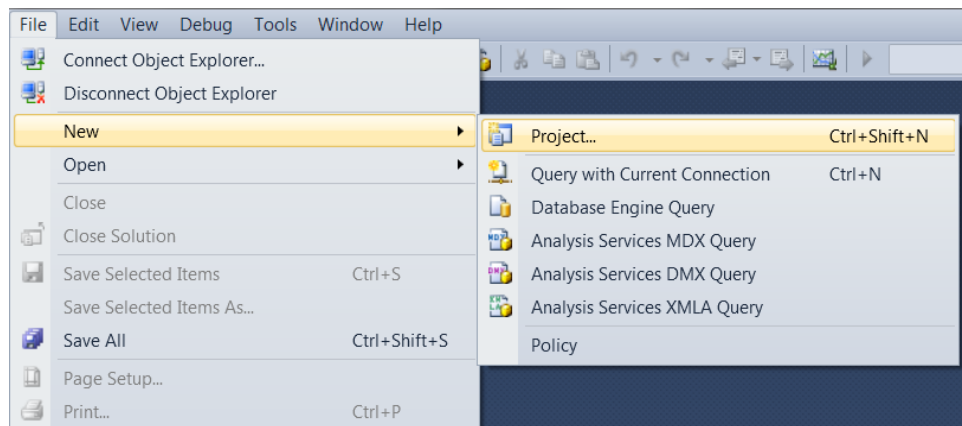 File Edit View Debug Tools Window Help
Connect Object Explorer...
Disconnect Object Explorer
New
Open
Close
Close Solution
Save Selected Items Ctrl+S
Save Selected Items As...
Save All Ctrl+Shift+S
Page Setup...
Print... Ctrl+P
Project... Ctrl+Shift+N
Query with Current Connection Ctrl+N
Database Engine Query
Analysis Services MDX Query
Analysis Services DMX Query
Analysis Services XMLA Query
Policy